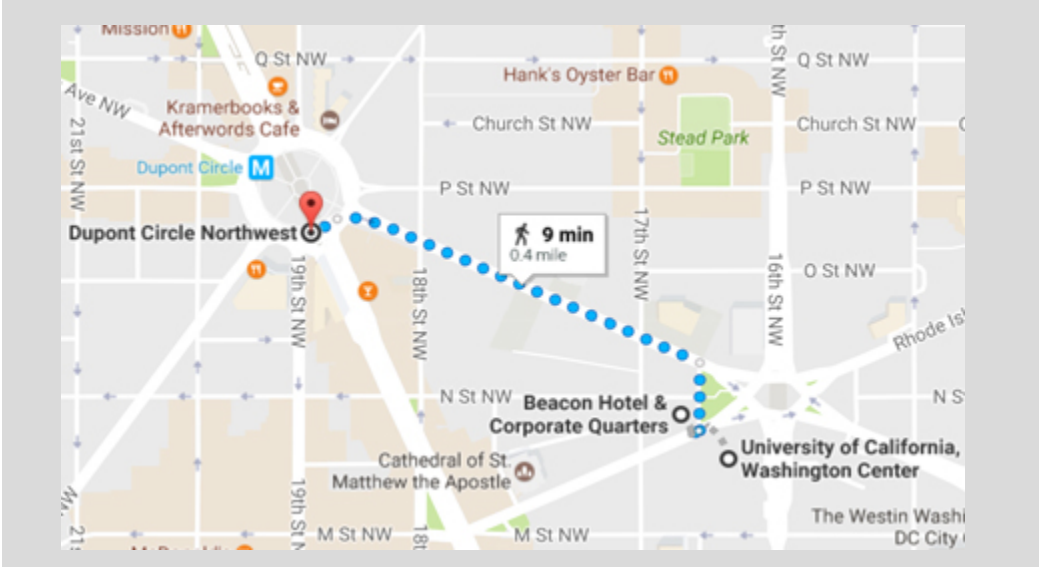 Mission
th St NW
Q St NW
Q St NW
Hank's Oyster Bar
Ave NW
Kramerbooks &
Afterwords Cafe
21st St NW
Church St NW
Church St NW
Stead Park
Dupont Circle
M
P St NW
P St NW
Dupont Circle Northwest
9 min
0.4 mile
17th St NW
16th St NW
19th St NW
18th St NW
O St NW
Rhode Isl
N St NW
N S
Beacon Hotel &
Corporate Quarters
University of California,
Washington Center
Cathedral of St.
Matthew the Apostle
19th St N
M St NW
18t
M St NW
The Westin Washi
DC City
21s